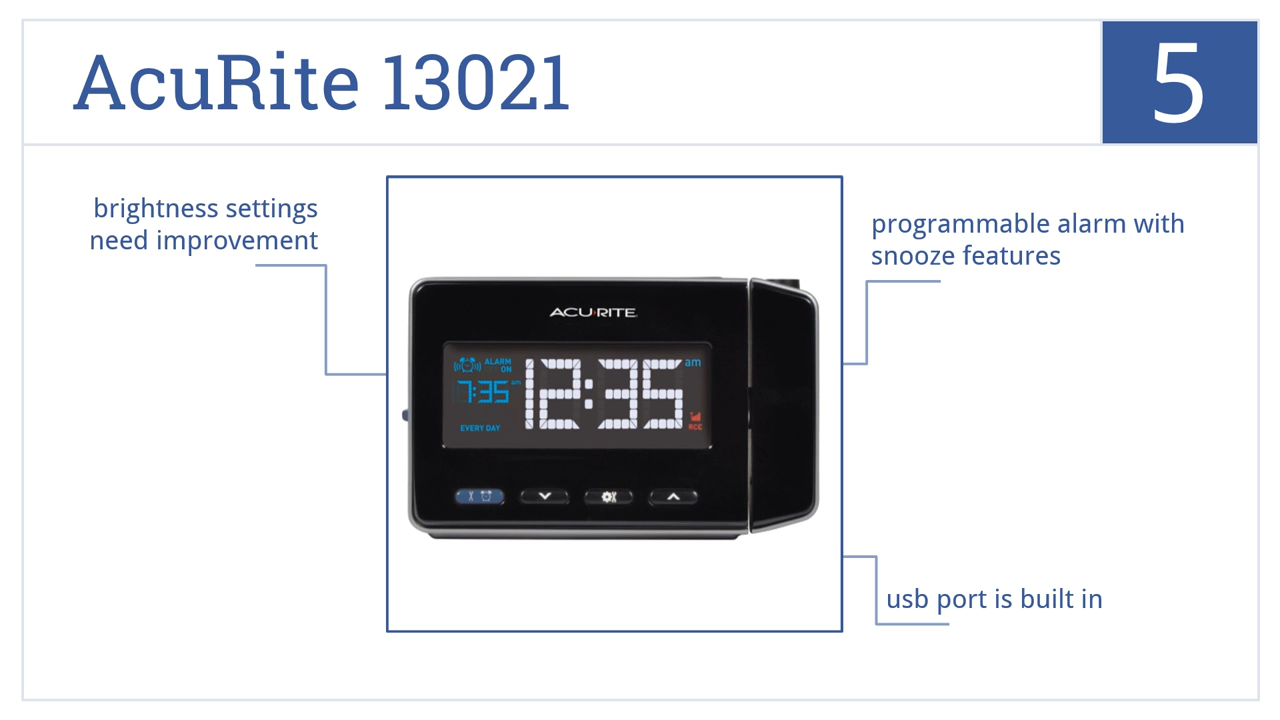 AcuRite 13021
5
brightness settings
need improvement
programmable alarm with
snooze features
ACU›RITE
ALARM
ON
am
7:35 am
12:35
EVERY DAY
RCC
usb port is built in